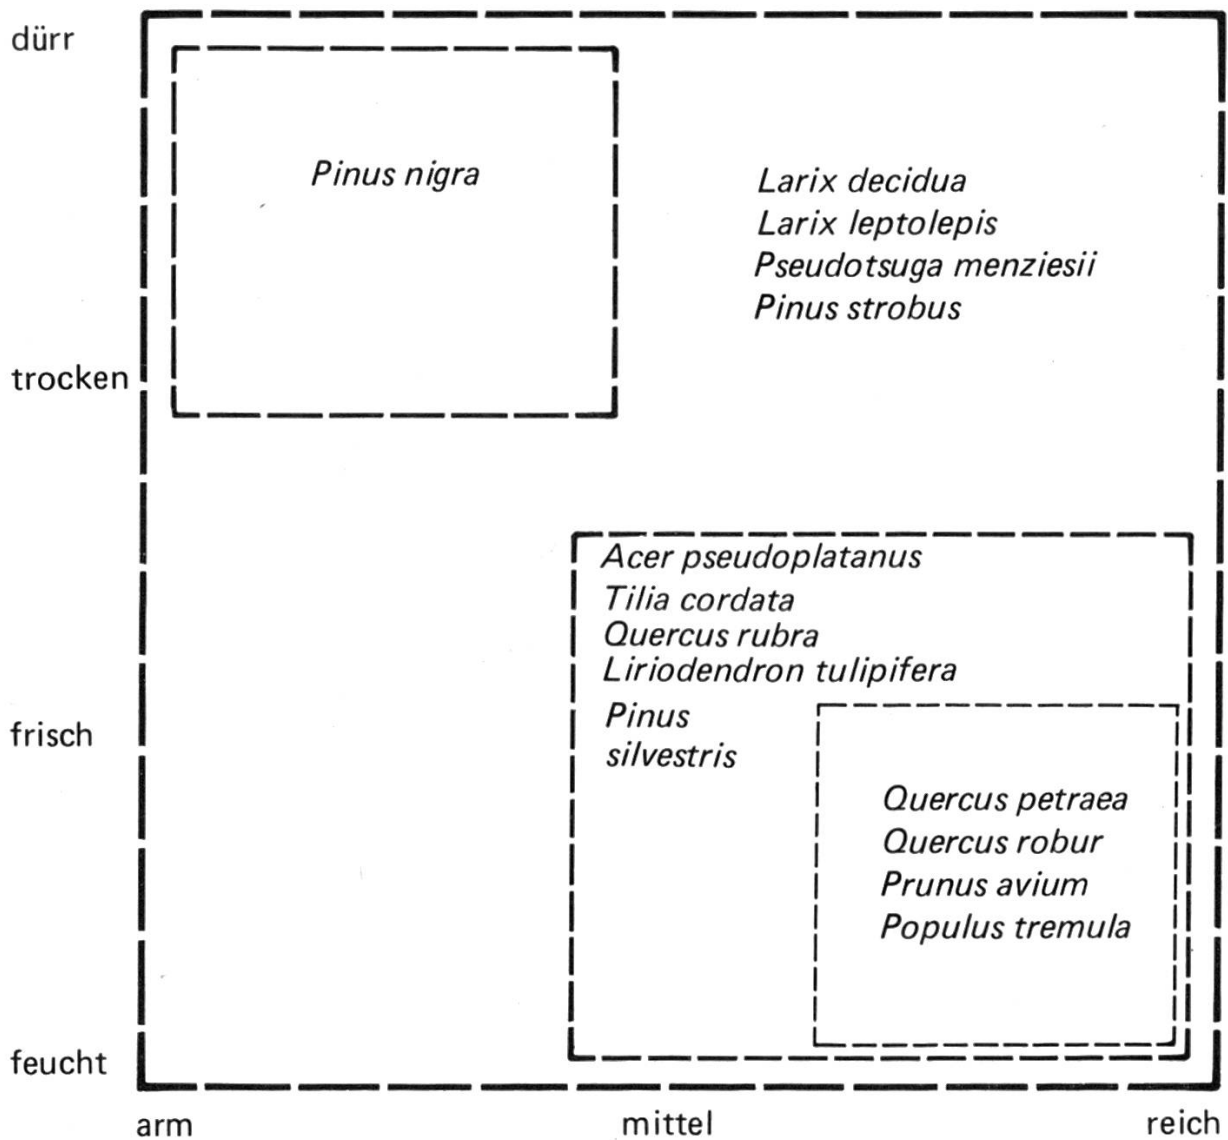 dürr
Pinus nigra
Larix decidua
Larix leptolepis
Pseudotsuga menziesii
Pinus strobus
trocken
Acer pseudoplatanus
Tilia cordata
Quercus rubra
Liriodendron tulipifera
Pinus
silvestris
frisch
Quercus petraea
Quercus robur
Prunus avium
Populus tremula
feucht
arm
mittel
reich